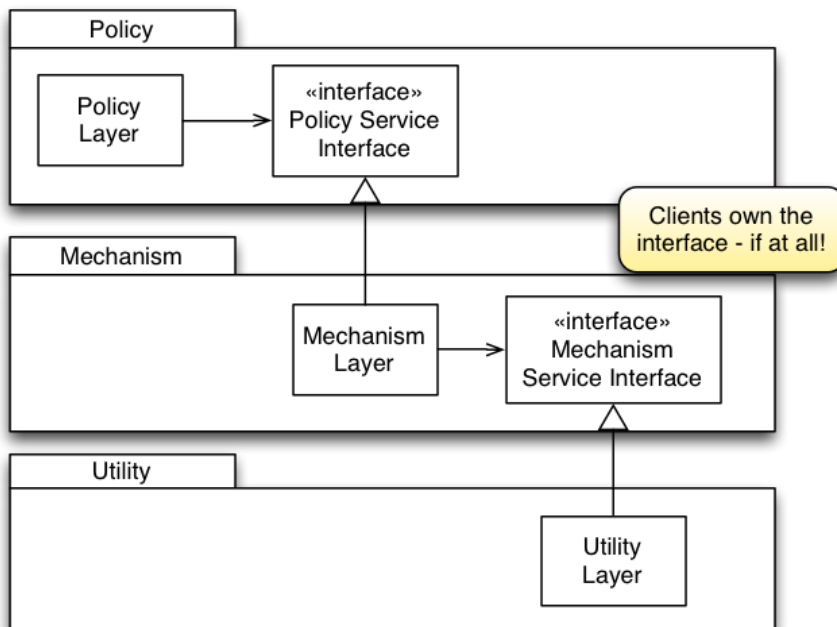 Policy
Policy
Layer
«interface»
Policy Service
Interface
Clients own the
interface - if at all!
Mechanism
Mechanism
Layer
«interface»
Mechanism
Service Interface
Utility
Utility
Layer